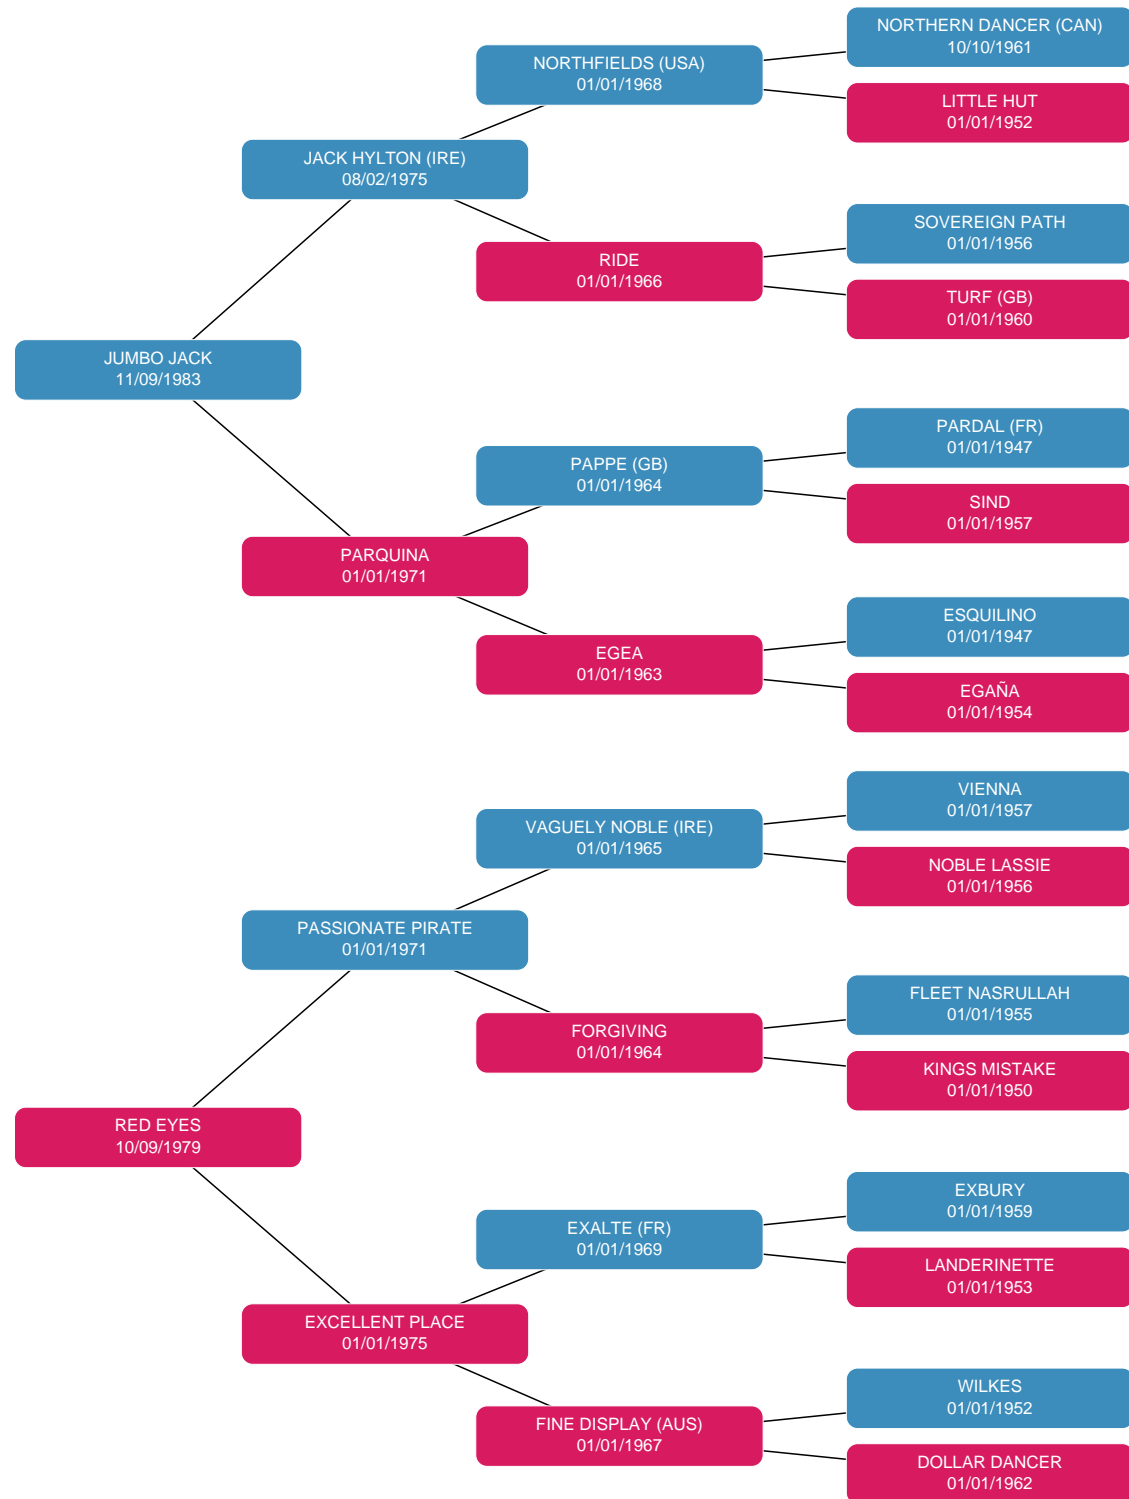 NORTHERN DANCER (CAN)
10/10/1961
NORTHFIELDS (USA)
01/01/1968
LITTLE HUT
01/01/1952
JACK HYLTON (IRE)
08/02/1975
SOVEREIGN PATH
01/01/1956
RIDE
01/01/1966
TURF (GB)
01/01/1960
JUMBO JACK
11/09/1983
PARDAL (FR)
01/01/1947
PAPPE (GB)
01/01/1964
SIND
01/01/1957
PARQUINA
01/01/1971
ESQUILINO
01/01/1947
EGEA
01/01/1963
EGAÑA
01/01/1954
VIENNA
01/01/1957
VAGUELY NOBLE (IRE)
01/01/1965
NOBLE LASSIE
01/01/1956
PASSIONATE PIRATE
01/01/1971
FLEET NASRULLAH
01/01/1955
FORGIVING
01/01/1964
KINGS MISTAKE
01/01/1950
RED EYES
10/09/1979
EXBURY
01/01/1959
EXALTE (FR)
01/01/1969
LANDERINETTE
01/01/1953
EXCELLENT PLACE
01/01/1975
WILKES
01/01/1952
FINE DISPLAY (AUS)
01/01/1967
DOLLAR DANCER
01/01/1962